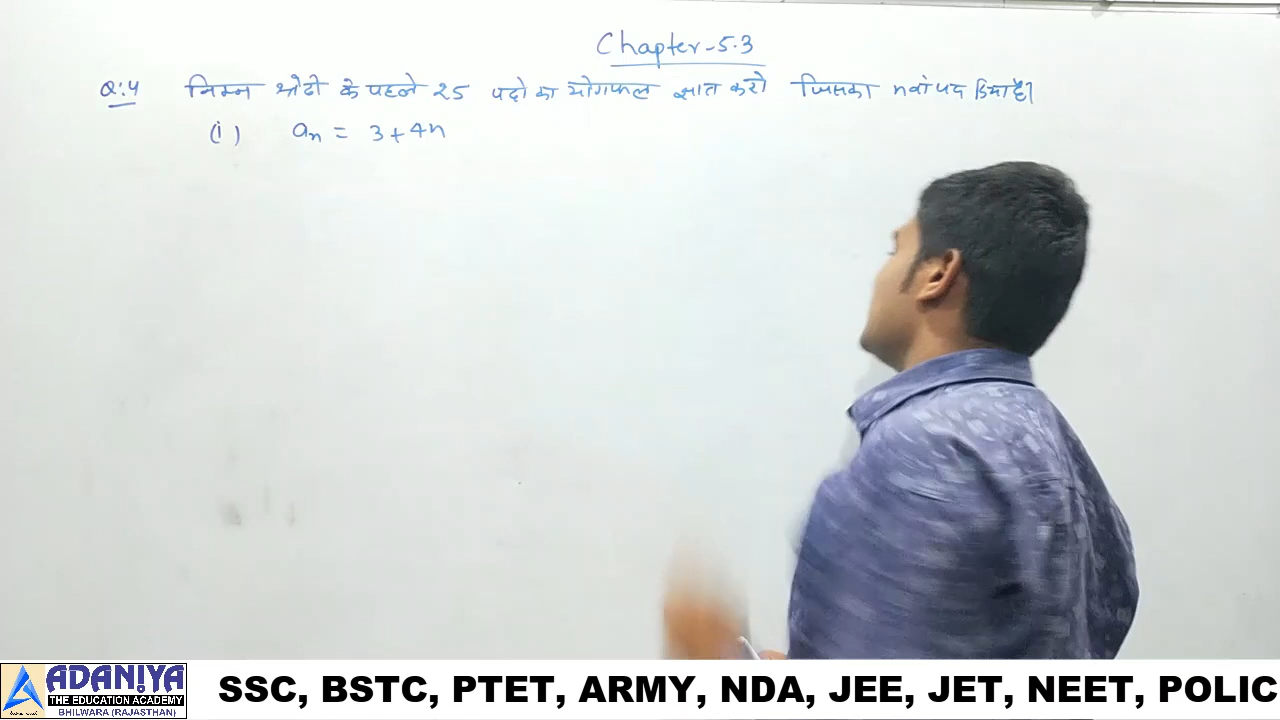 Chapter-5.3
Q:4 निम्न श्रेढी के पहले 25 पदो का योगफल ज्ञात करो जिसका nवां पद दिया है।
(i) an = 3+4n
ADANiYA
THE EDUCATION ACADEMY
BHILWARA (RAJASTHAN)
SSC, BSTC, PTET, ARMY, NDA, JEE, JET, NEET, POLIC